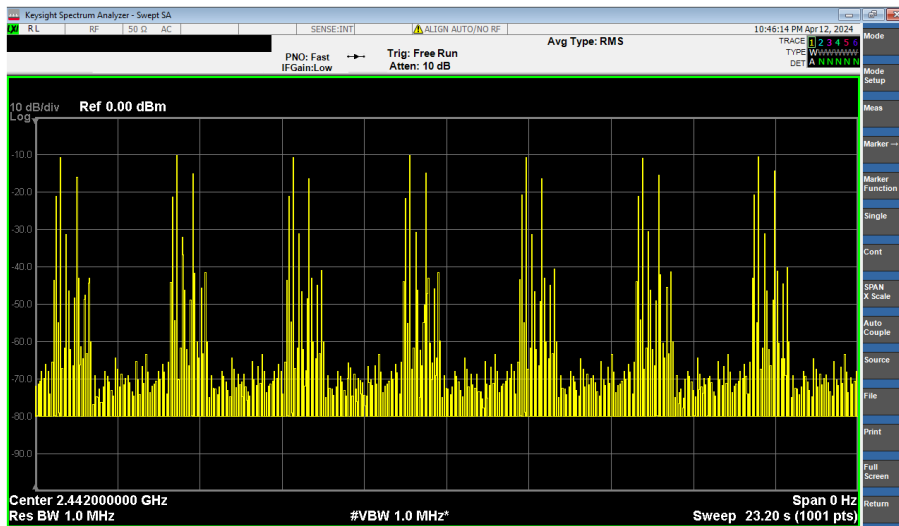 Keysight Spectrum Analyzer - Swept SA
LXI RL RF 50 Ω AC SENSE:INT ALIGN AUTO/NO RF 10:46:14 PM Apr 12, 2024
Avg Type: RMS
TRACE 1 2 3 4 5 6
TYPE W
DET A N N N N N
PNO: Fast
IFGain:Low
Trig: Free Run
Atten: 10 dB
10 dB/div
Log
Ref 0.00 dBm
-10.0
-20.0
-30.0
-40.0
-50.0
-60.0
-70.0
-80.0
-90.0
Center 2.442000000 GHz
Span 0 Hz
Res BW 1.0 MHz
#VBW 1.0 MHz*
Sweep 23.20 s (1001 pts)
Mode
Mode
Setup
Meas
Marker →
Marker
Function
Single
Cont
SPAN
X Scale
Auto
Couple
Source
File
Print
Full
Screen
Return